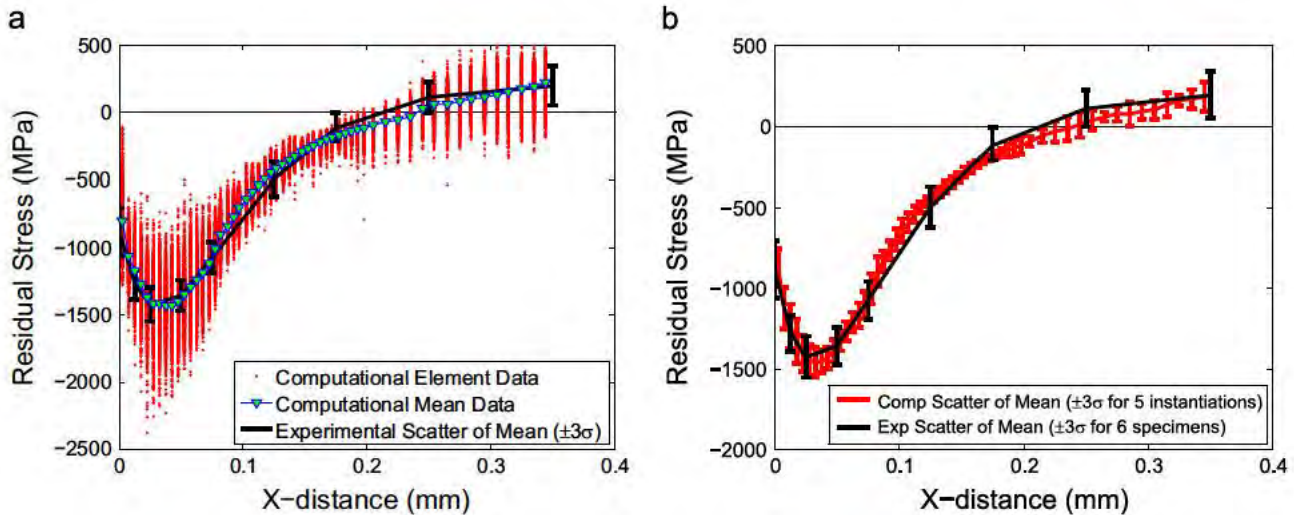 a
500
0
−500
−1000
−1500
−2000
−2500
Residual Stress (MPa)
0 0.1 0.2 0.3 0.4
X−distance (mm)
Computational Element Data
Computational Mean Data
Experimental Scatter of Mean (±3σ)
b
500
0
−500
−1000
−1500
−2000
Residual Stress (MPa)
0 0.1 0.2 0.3 0.4
X−distance (mm)
Comp Scatter of Mean (±3σ for 5 instantiations)
Exp Scatter of Mean (±3σ for 6 specimens)